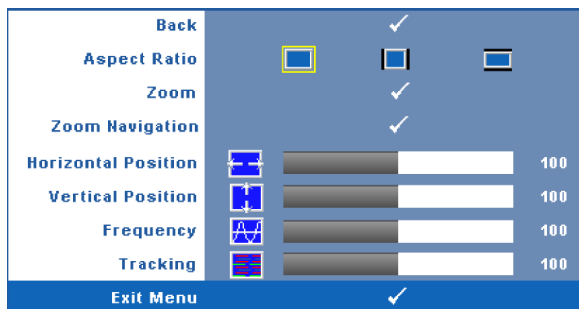 Back
Aspect Ratio
Zoom
Zoom Navigation
Horizontal Position 100
Vertical Position 100
Frequency 100
Tracking 100
Exit Menu